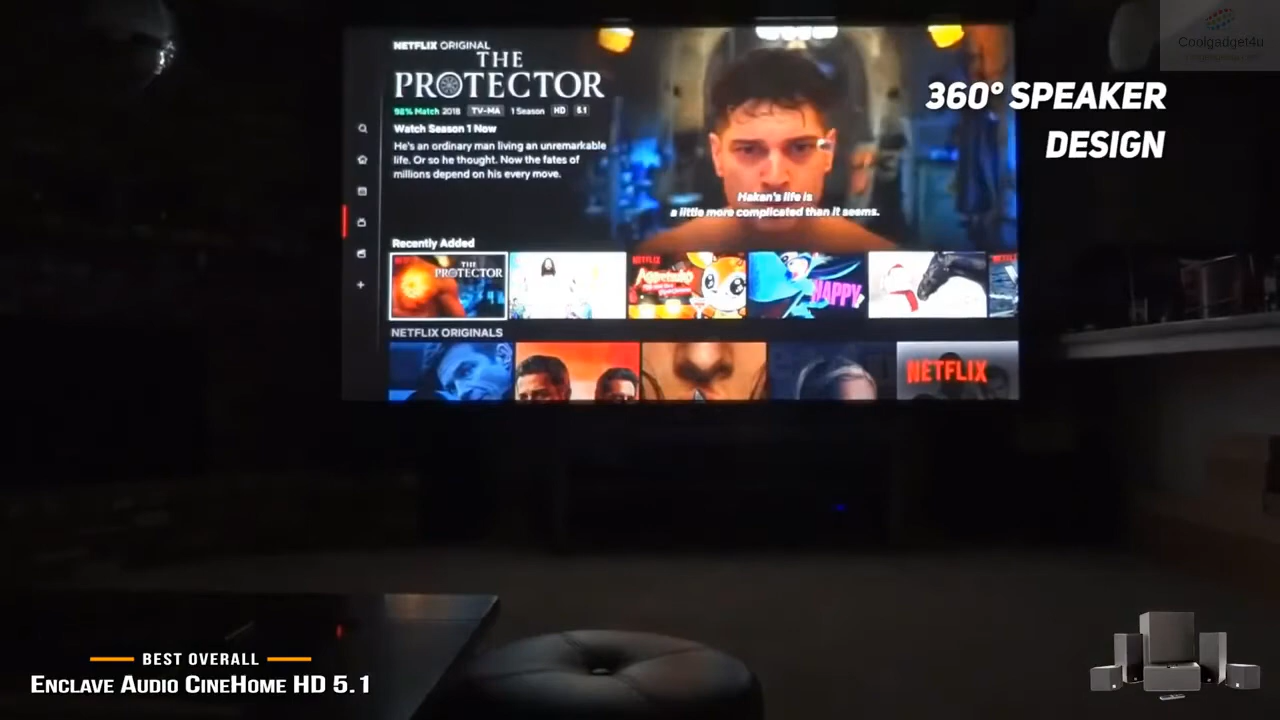 Coolgadget4u
360° SPEAKER
DESIGN
NETFLIX ORIGINAL
THE
PROTECTOR
98% Match 2018 TV-MA 1 Season HD 5.1
Watch Season 1 Now
He's an ordinary man living an unremarkable
life. Or so he thought. Now the fates of
millions depend on his every move.
Hakan's life is
a little more complicated than it seems.
Recently Added
THE
PROTECTOR
NETFLIX
Aggretsuko
HAPPY
NETFLIX ORIGINALS
NETFLIX
BEST OVERALL
ENCLAVE AUDIO CINEHOME HD 5.1